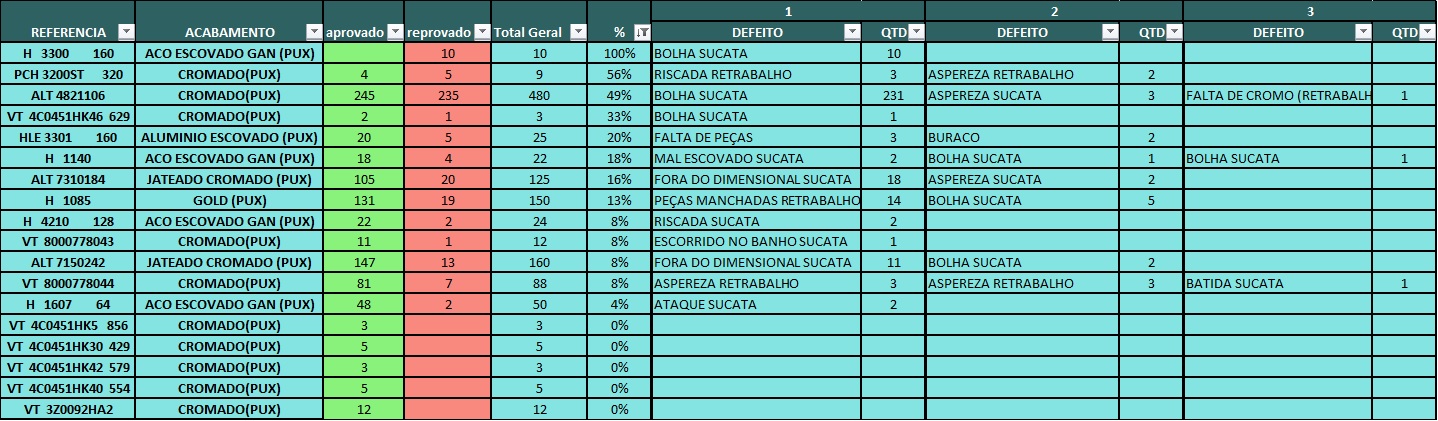 1 2 3
REFERENCIA ACABAMENTO aprovado reprovado Total Geral % DEFEITO QTD DEFEITO QTD DEFEITO QTD
H 3300 160 ACO ESCOVADO GAN (PUX) 10 10 100% BOLHA SUCATA 10
PCH 3200ST 320 CROMADO(PUX) 4 5 9 56% RISCADA RETRABALHO 3 ASPEREZA RETRABALHO 2
ALT 4821106 CROMADO(PUX) 245 235 480 49% BOLHA SUCATA 231 ASPEREZA SUCATA 3 FALTA DE CROMO (RETRABALH 1
VT 4C0451HK46 629 CROMADO(PUX) 2 1 3 33% BOLHA SUCATA 1
HLE 3301 160 ALUMINIO ESCOVADO (PUX) 20 5 25 20% FALTA DE PEÇAS 3 BURACO 2
H 1140 ACO ESCOVADO GAN (PUX) 18 4 22 18% MAL ESCOVADO SUCATA 2 BOLHA SUCATA 1 BOLHA SUCATA 1
ALT 7310184 JATEADO CROMADO (PUX) 105 20 125 16% FORA DO DIMENSIONAL SUCATA 18 ASPEREZA SUCATA 2
H 1085 GOLD (PUX) 131 19 150 13% PEÇAS MANCHADAS RETRABALHO 14 BOLHA SUCATA 5
H 4210 128 ACO ESCOVADO GAN (PUX) 22 2 24 8% RISCADA SUCATA 2
VT 8000778043 CROMADO(PUX) 11 1 12 8% ESCORRIDO NO BANHO SUCATA 1
ALT 7150242 JATEADO CROMADO (PUX) 147 13 160 8% FORA DO DIMENSIONAL SUCATA 11 BOLHA SUCATA 2
VT 8000778044 CROMADO(PUX) 81 7 88 8% ASPEREZA RETRABALHO 3 ASPEREZA RETRABALHO 3 BATIDA SUCATA 1
H 1607 64 ACO ESCOVADO GAN (PUX) 48 2 50 4% ATAQUE SUCATA 2
VT 4C0451HK5 856 CROMADO(PUX) 3 3 0%
VT 4C0451HK30 429 CROMADO(PUX) 5 5 0%
VT 4C0451HK42 579 CROMADO(PUX) 3 3 0%
VT 4C0451HK40 554 CROMADO(PUX) 5 5 0%
VT 3Z0092HA2 CROMADO(PUX) 12 12 0%